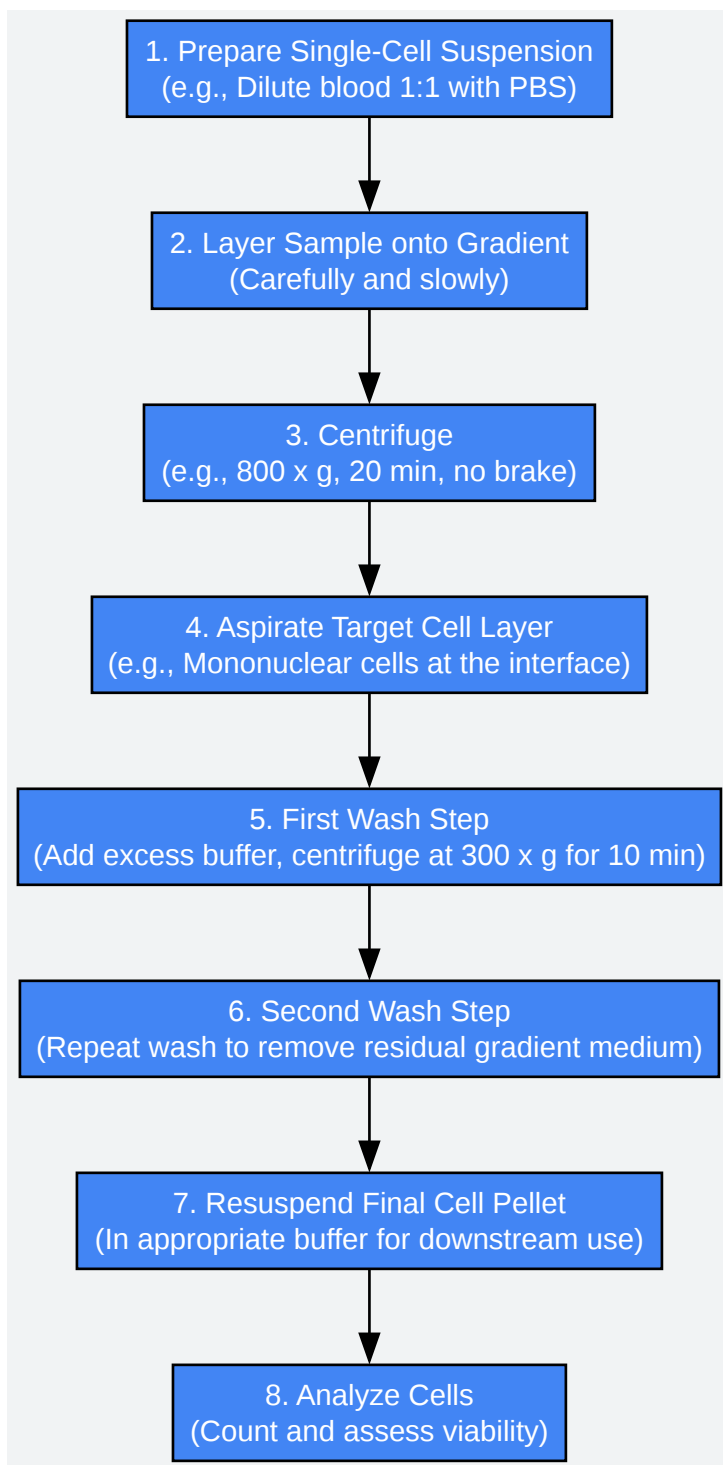 1. Prepare Single-Cell Suspension
(e.g., Dilute blood 1:1 with PBS)
2. Layer Sample onto Gradient
(Carefully and slowly)
3. Centrifuge
(e.g., 800 x g, 20 min, no brake)
4. Aspirate Target Cell Layer
(e.g., Mononuclear cells at the interface)
5. First Wash Step
(Add excess buffer, centrifuge at 300 x g for 10 min)
6. Second Wash Step
(Repeat wash to remove residual gradient medium)
7. Resuspend Final Cell Pellet
(In appropriate buffer for downstream use)
8. Analyze Cells
(Count and assess viability)